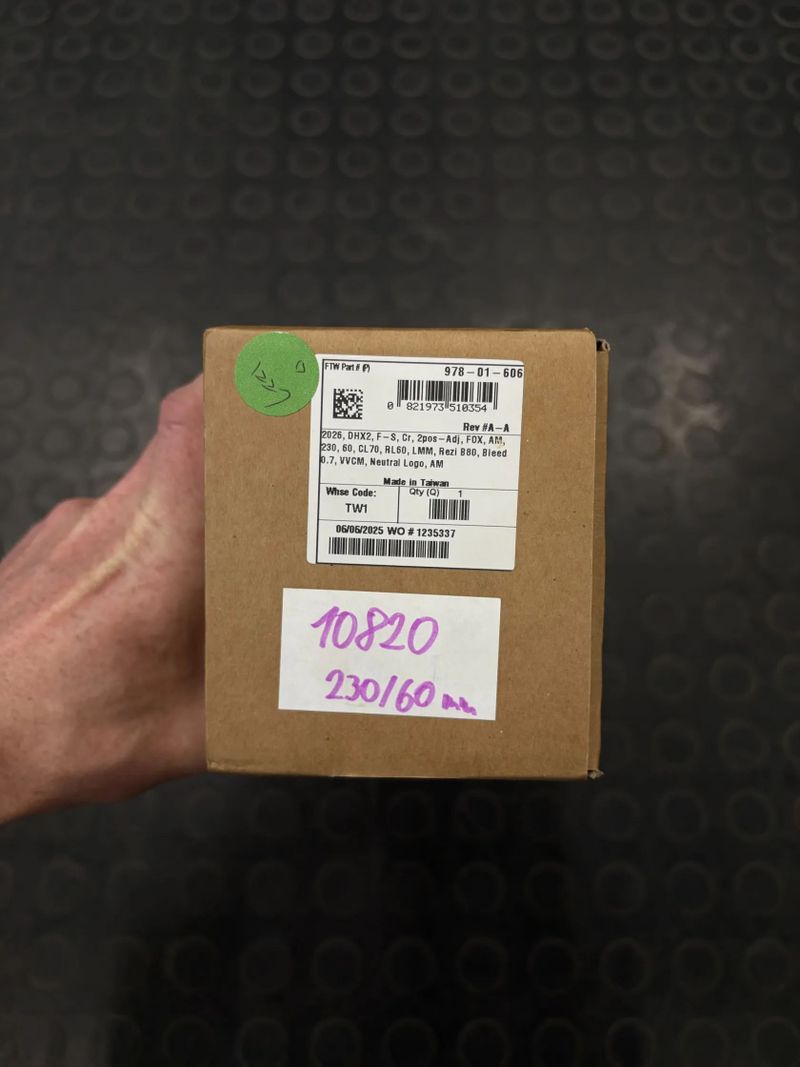 FTW Part # (P)
978-01-606
0 821973 510354
Rev #A-A
2026, DHX2, F-S, Cr, 2pos-Adj, FOX, AM,
230, 60, CL70, RL60, LMM, Rezi B80, Bleed
0.7, VVCM, Neutral Logo, AM
Made in Taiwan
Whse Code:
TW1
Qty (Q) 1
06/06/2025 WO # 1235337
10820
230/60 mm